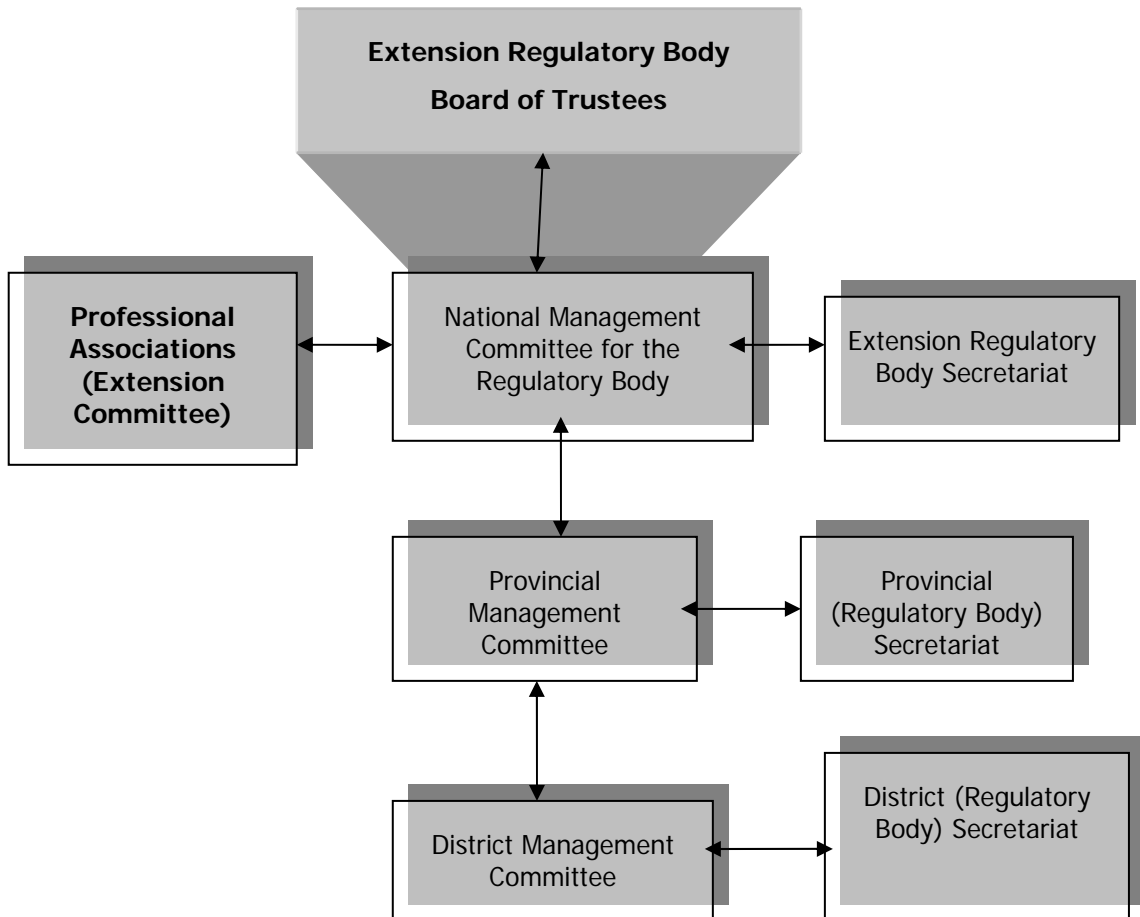 Extension Regulatory Body
Board of Trustees
Professional
Associations
(Extension
Committee)
National Management
Committee for the
Regulatory Body
Extension Regulatory
Body Secretariat
Provincial
Management
Committee
Provincial
(Regulatory Body)
Secretariat
District Management
Committee
District (Regulatory
Body) Secretariat